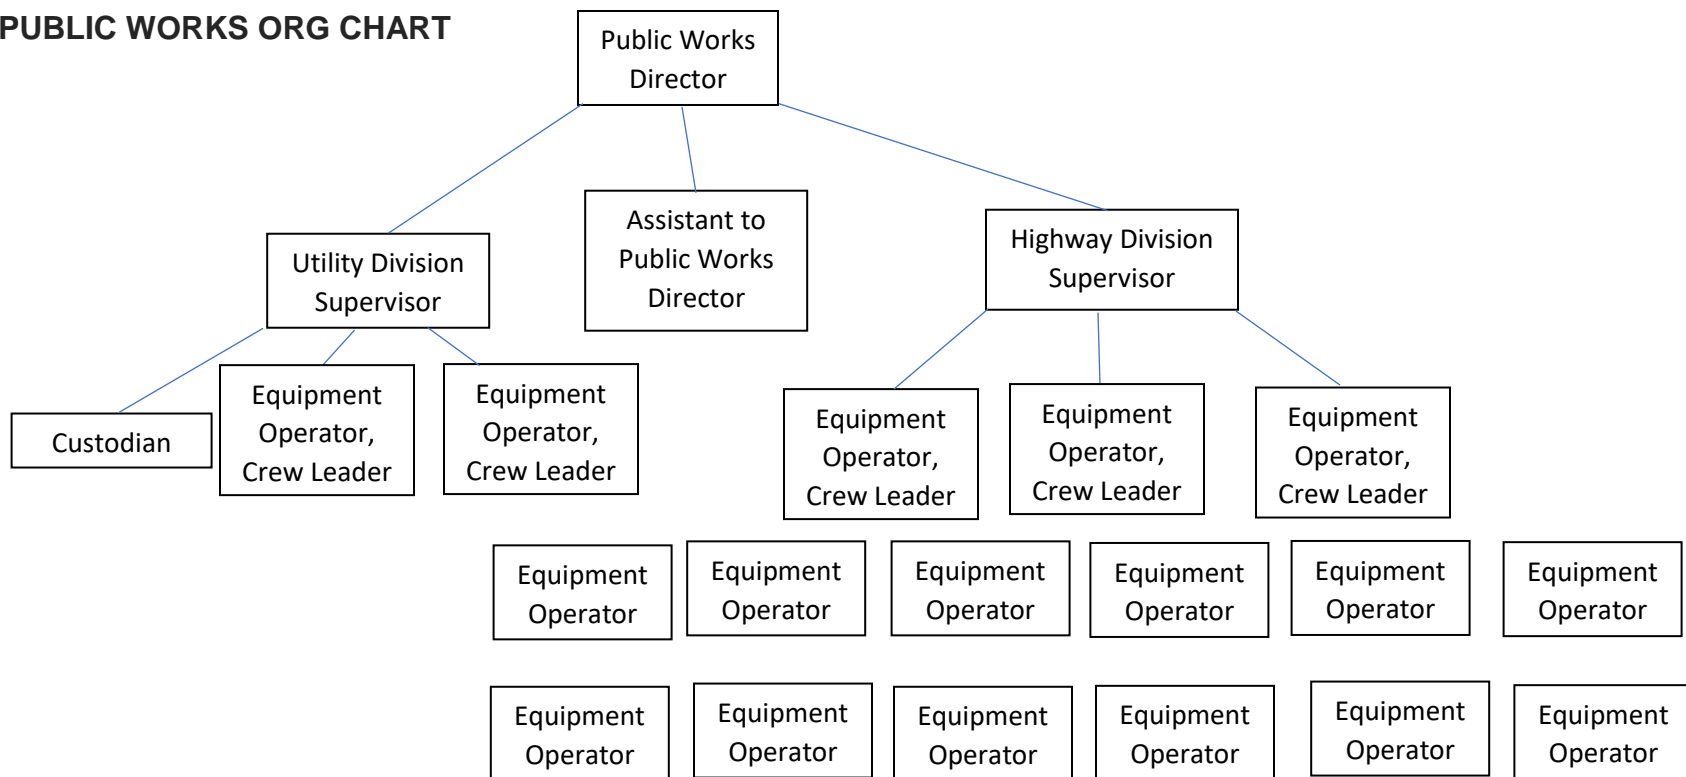 PUBLIC WORKS ORG CHART
Public Works
Director
Assistant to
Public Works
Director
Utility Division
Supervisor
Highway Division
Supervisor
Custodian
Equipment
Operator,
Crew Leader
Equipment
Operator,
Crew Leader
Equipment
Operator,
Crew Leader
Equipment
Operator,
Crew Leader
Equipment
Operator,
Crew Leader
Equipment
Operator
Equipment
Operator
Equipment
Operator
Equipment
Operator
Equipment
Operator
Equipment
Operator
Equipment
Operator
Equipment
Operator
Equipment
Operator
Equipment
Operator
Equipment
Operator
Equipment
Operator